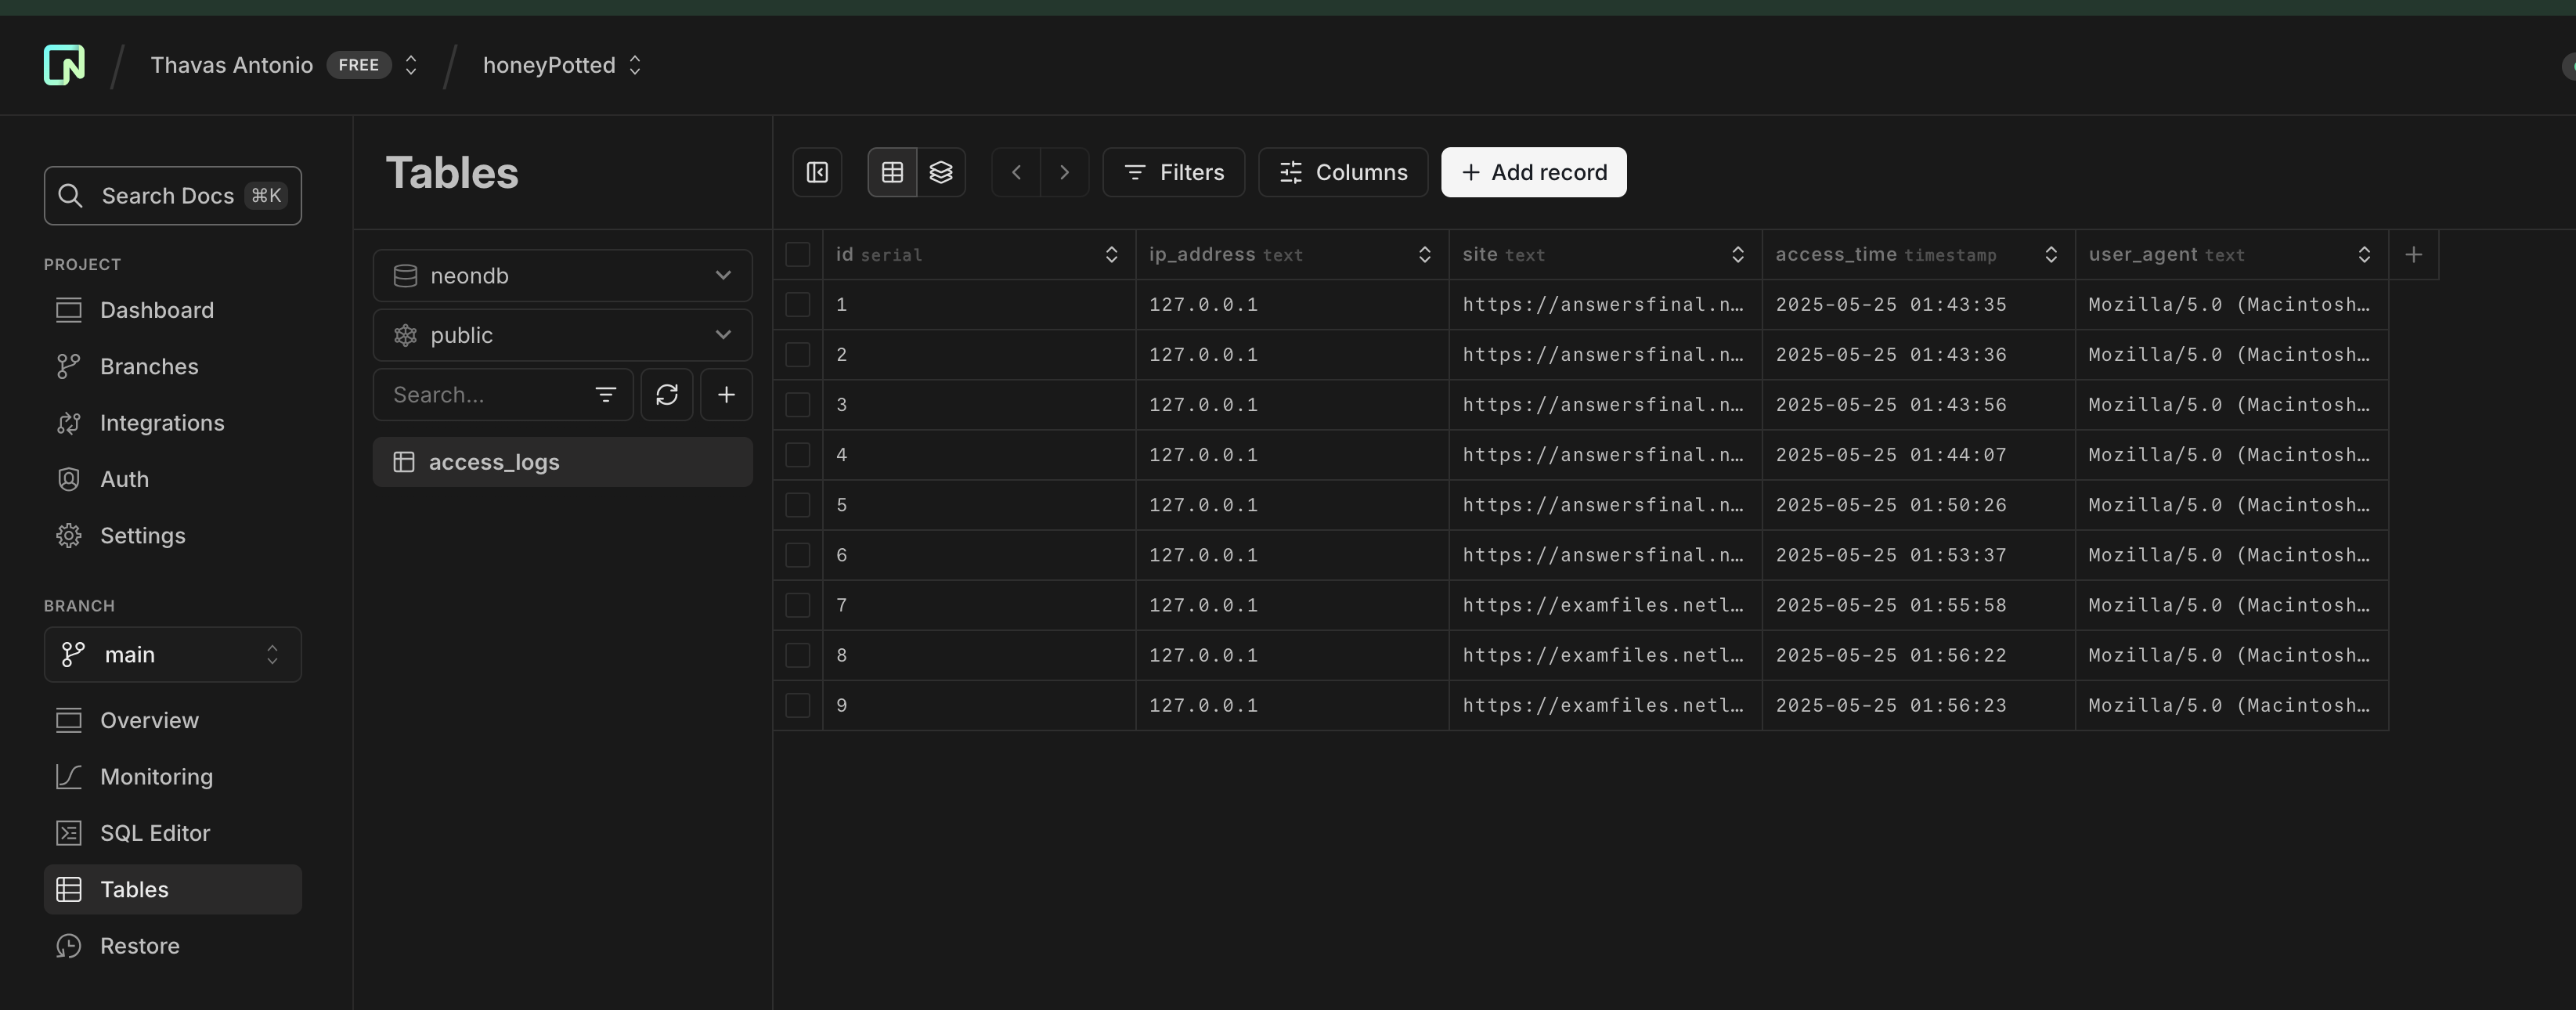 Thavas Antonio FREE honeyPotted
Search Docs ⌘K
PROJECT
Dashboard
Branches
Integrations
Auth
Settings
BRANCH
main
Overview
Monitoring
SQL Editor
Tables
Restore
Tables
neondb
public
Search...
access_logs
Filters Columns + Add record
id serial ip_address text site text access_time timestamp user_agent text
1 127.0.0.1 https://answersfinal.n… 2025-05-25 01:43:35 Mozilla/5.0 (Macintosh…
2 127.0.0.1 https://answersfinal.n… 2025-05-25 01:43:36 Mozilla/5.0 (Macintosh…
3 127.0.0.1 https://answersfinal.n… 2025-05-25 01:43:56 Mozilla/5.0 (Macintosh…
4 127.0.0.1 https://answersfinal.n… 2025-05-25 01:44:07 Mozilla/5.0 (Macintosh…
5 127.0.0.1 https://answersfinal.n… 2025-05-25 01:50:26 Mozilla/5.0 (Macintosh…
6 127.0.0.1 https://answersfinal.n… 2025-05-25 01:53:37 Mozilla/5.0 (Macintosh…
7 127.0.0.1 https://examfiles.netl… 2025-05-25 01:55:58 Mozilla/5.0 (Macintosh…
8 127.0.0.1 https://examfiles.netl… 2025-05-25 01:56:22 Mozilla/5.0 (Macintosh…
9 127.0.0.1 https://examfiles.netl… 2025-05-25 01:56:23 Mozilla/5.0 (Macintosh…